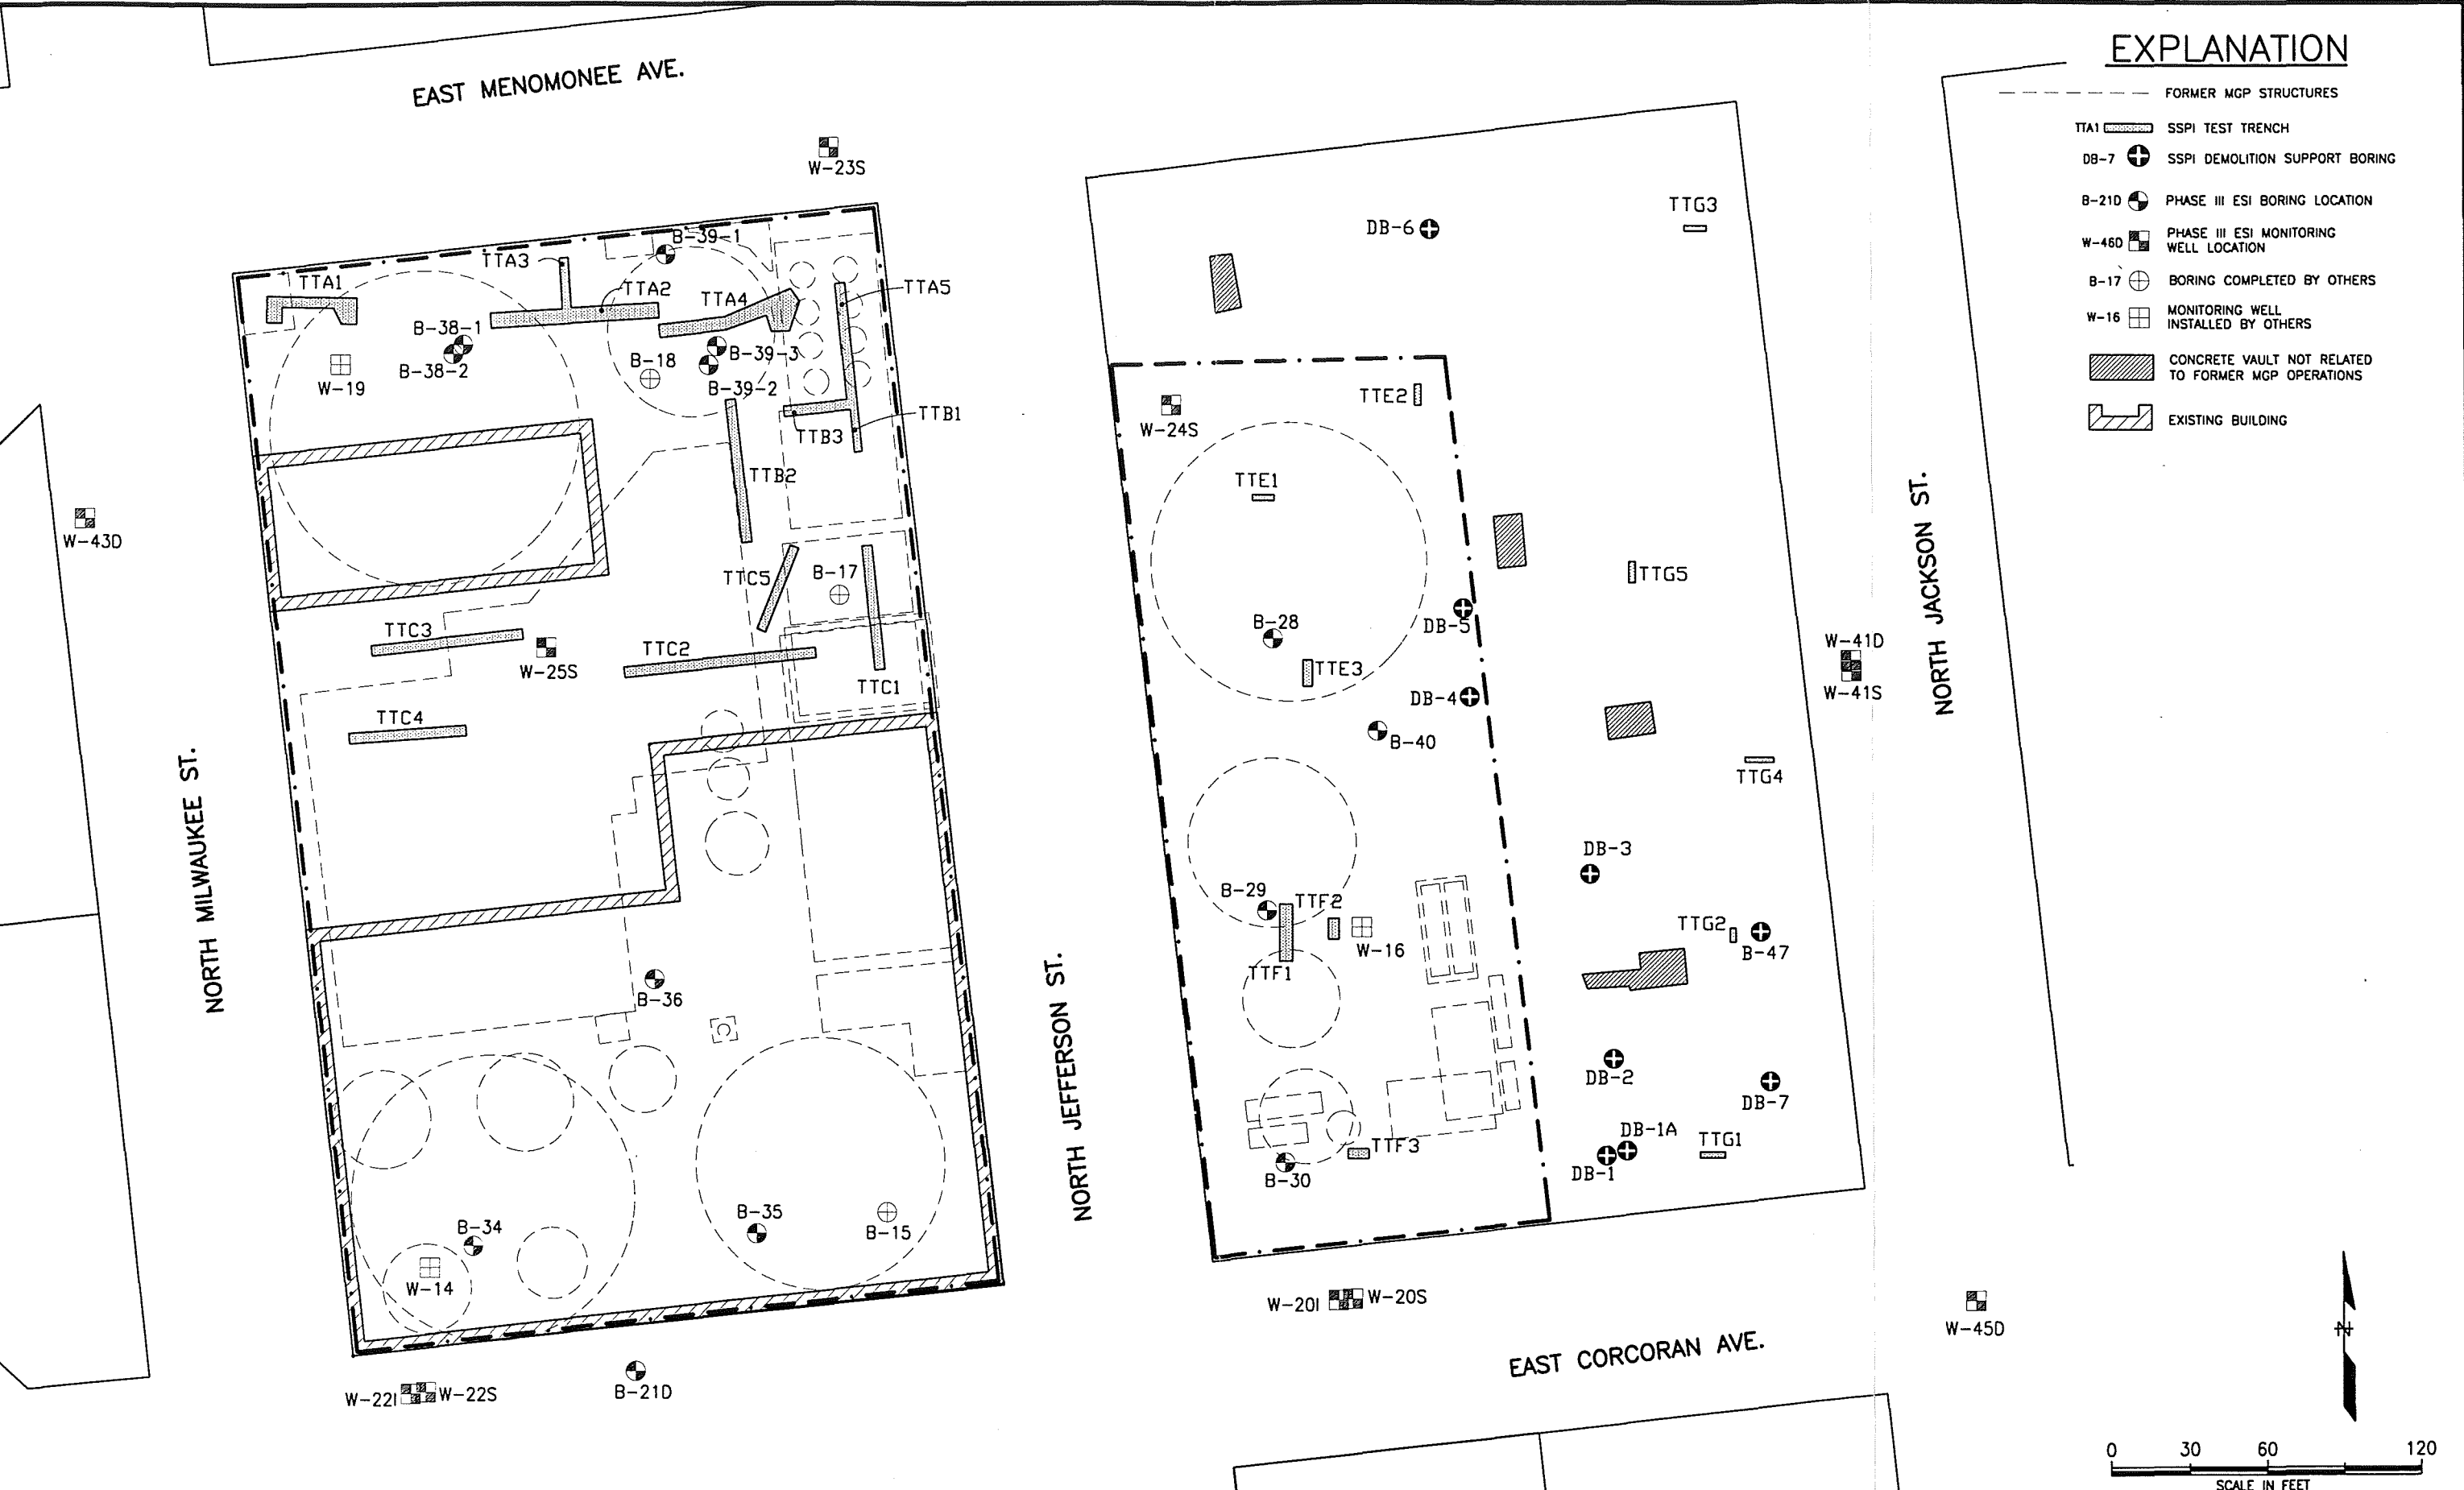 EXPLANATION
FORMER MGP STRUCTURES
TTA1 SSPI TEST TRENCH
DB-7 SSPI DEMOLITION SUPPORT BORING
B-21D PHASE III ESI BORING LOCATION
W-46D PHASE III ESI MONITORING
WELL LOCATION
B-17 BORING COMPLETED BY OTHERS
W-16 MONITORING WELL
INSTALLED BY OTHERS
CONCRETE VAULT NOT RELATED
TO FORMER MGP OPERATIONS
EXISTING BUILDING
EAST MENOMONEE AVE.
W-23S
B-39-1
TTA3
TTA1
TTA2
TTA4
TTA5
B-38-1
B-38-2
W-19
B-18
B-39-3
B-39-2
TTB3
TTB1
TTB2
W-43D
TTC5
B-17
TTC3
W-25S
TTC2
TTC1
TTC4
NORTH MILWAUKEE ST.
B-36
B-34
W-14
B-35
B-15
W-22I
W-22S
B-21D
NORTH JEFFERSON ST.
DB-6
TTG3
TTE2
W-24S
TTE1
TTG5
B-28
DB-5
TTE3
DB-4
B-40
W-41D
W-41S
NORTH JACKSON ST.
TTG4
DB-3
B-29
TTF2
W-16
TTF1
TTG2
B-47
DB-2
DB-7
DB-1A
TTG1
DB-1
TTF3
B-30
W-20I
W-20S
W-45D
EAST CORCORAN AVE.
N
0 30 60 120
SCALE IN FEET